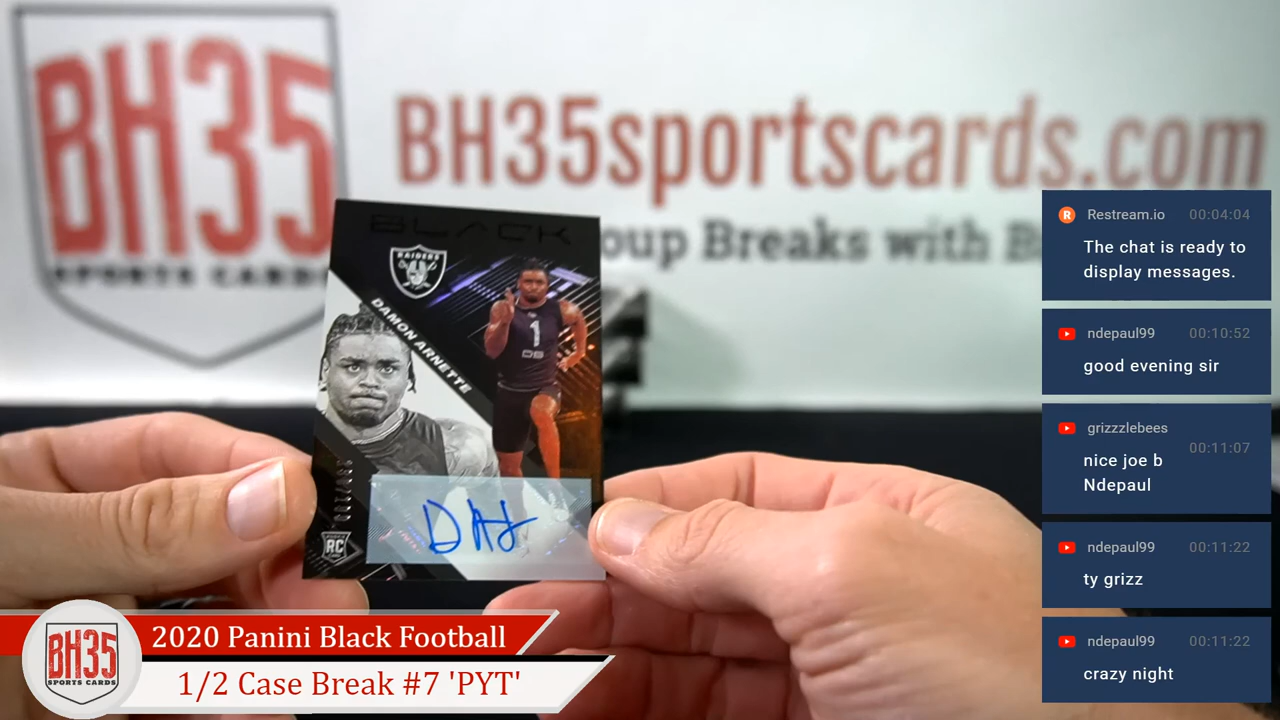 BH35
SPORTS CARDS
BH35sportscards.com
oup Breaks with B
BLACK
RAIDERS
DAMON ARNETTE
1
DB
RC
DA
BH35
SPORTS CARDS
2020 Panini Black Football
1/2 Case Break #7 'PYT'
Restream.io 00:04:04
The chat is ready to
display messages.
ndepaul99 00:10:52
good evening sir
grizzzlebees 00:11:07
nice joe b
Ndepaul
ndepaul99 00:11:22
ty grizz
ndepaul99 00:11:22
crazy night